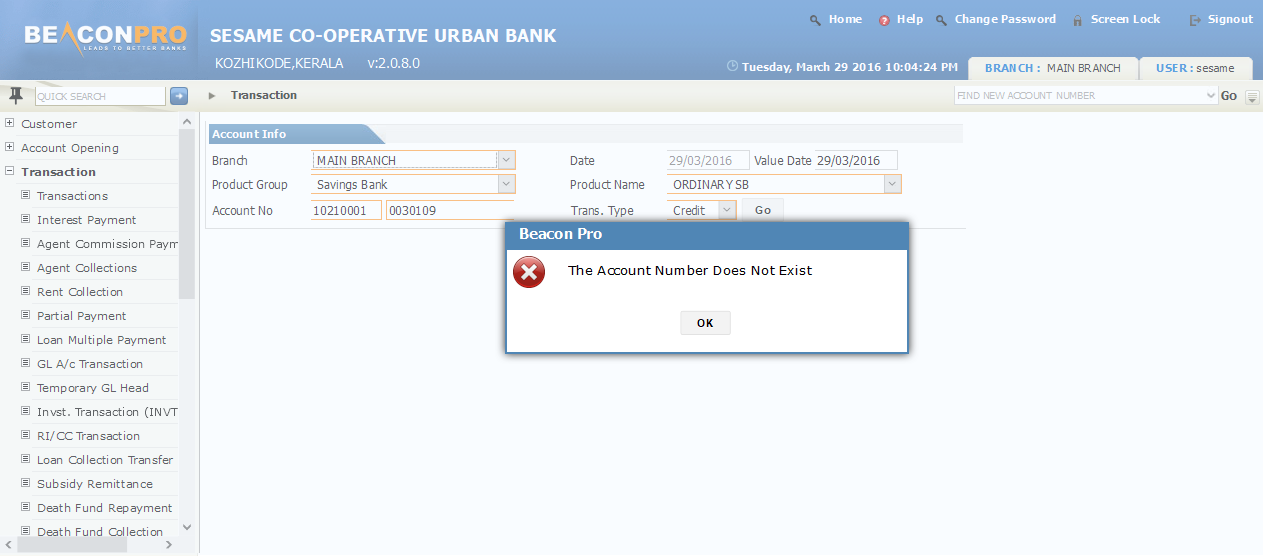 Home Help Change Password Screen Lock Signout
BEACONPRO
LEADS TO BETTER BANKS
SESAME CO-OPERATIVE URBAN BANK
KOZHIKODE,KERALA v:2.0.8.0
Tuesday, March 29 2016 10:04:24 PM BRANCH : MAIN BRANCH USER : sesame
QUICK SEARCH Transaction FIND NEW ACCOUNT NUMBER Go
Customer
Account Opening
Transaction
Transactions
Interest Payment
Agent Commission Paym
Agent Collections
Rent Collection
Partial Payment
Loan Multiple Payment
GL A/c Transaction
Temporary GL Head
Invst. Transaction (INVT
RI/CC Transaction
Loan Collection Transfer
Subsidy Remittance
Death Fund Repayment
Death Fund Collection
Account Info
Branch MAIN BRANCH Date 29/03/2016 Value Date 29/03/2016
Product Group Savings Bank Product Name ORDINARY SB
Account No 10210001 0030109 Trans. Type Credit Go
Beacon Pro
The Account Number Does Not Exist
OK